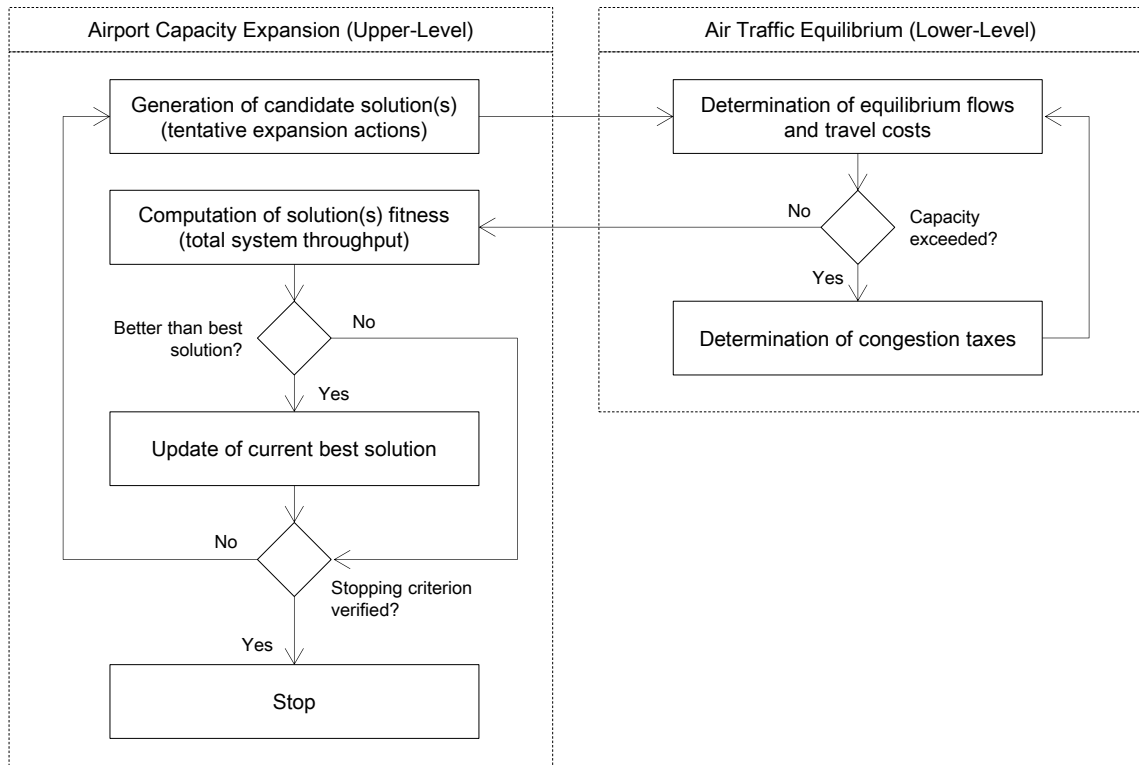 Airport Capacity Expansion (Upper-Level)
Generation of candidate solution(s)
(tentative expansion actions)
Computation of solution(s) fitness
(total system throughput)
Better than best
solution?
No
Yes
Update of current best solution
No
Stopping criterion
verified?
Yes
Stop
Air Traffic Equilibrium (Lower-Level)
Determination of equilibrium flows
and travel costs
No
Capacity
exceeded?
Yes
Determination of congestion taxes